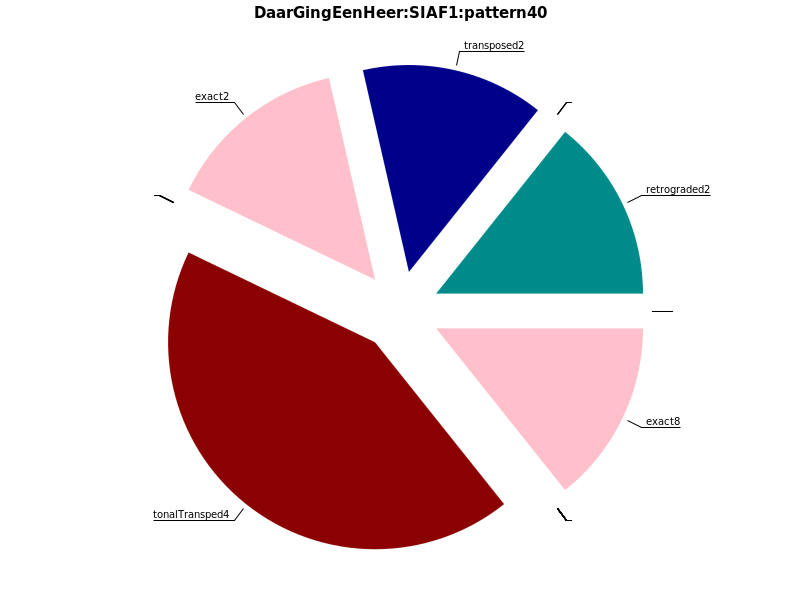 DaarGingEenHeer:SIAF1:pattern40
transposed2
exact2
retrograded2
exact8
tonalTransped4